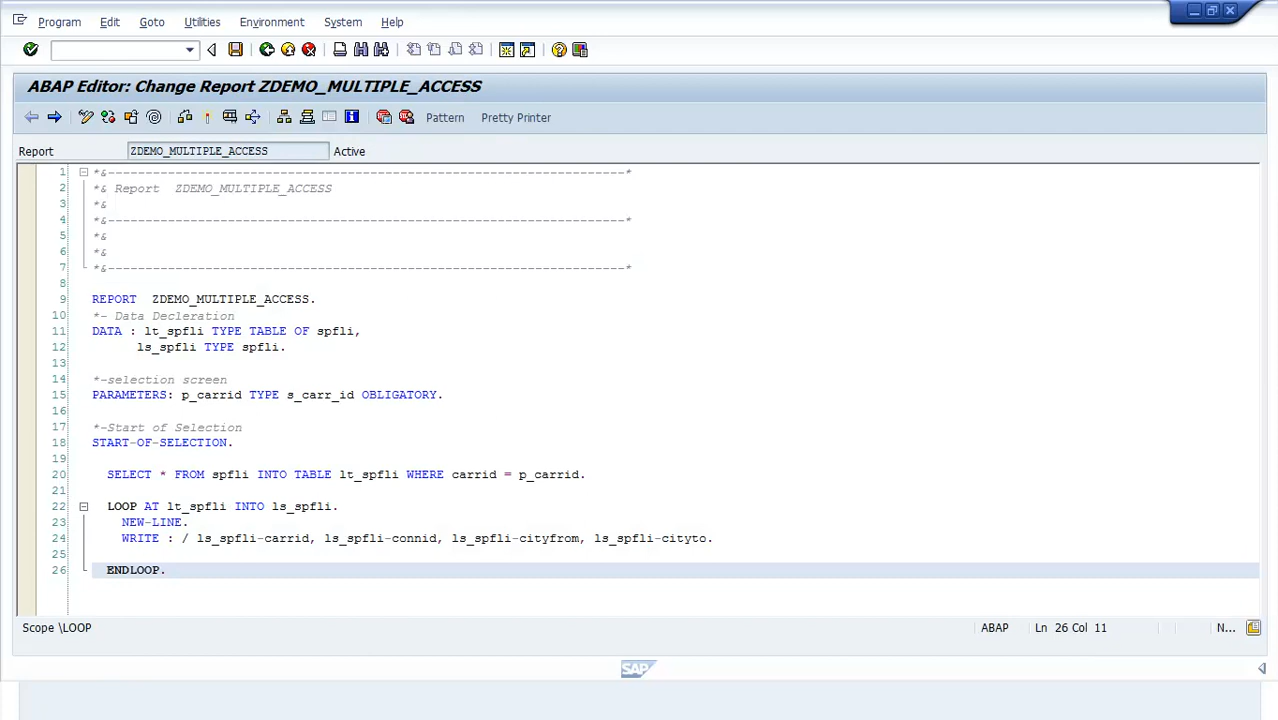 Program Edit Goto Utilities Environment System Help
ABAP Editor: Change Report ZDEMO_MULTIPLE_ACCESS
Pattern Pretty Printer
Report ZDEMO_MULTIPLE_ACCESS Active
1 *&---------------------------------------------------------------------*
2 *& Report  ZDEMO_MULTIPLE_ACCESS
3 *&
4 *&---------------------------------------------------------------------*
5 *&
6 *&
7 *&---------------------------------------------------------------------*
8
9 REPORT  ZDEMO_MULTIPLE_ACCESS.
10 *- Data Decleration
11 DATA : lt_spfli TYPE TABLE OF spfli,
12       ls_spfli TYPE spfli.
13
14 *-selection screen
15 PARAMETERS: p_carrid TYPE s_carr_id OBLIGATORY.
16
17 *-Start of Selection
18 START-OF-SELECTION.
19
20   SELECT * FROM spfli INTO TABLE lt_spfli WHERE carrid = p_carrid.
21
22   LOOP AT lt_spfli INTO ls_spfli.
23     NEW-LINE.
24     WRITE : / ls_spfli-carrid, ls_spfli-connid, ls_spfli-cityfrom, ls_spfli-cityto.
25
26   ENDLOOP.
Scope \LOOP ABAP Ln 26 Col 11 N...
SAP